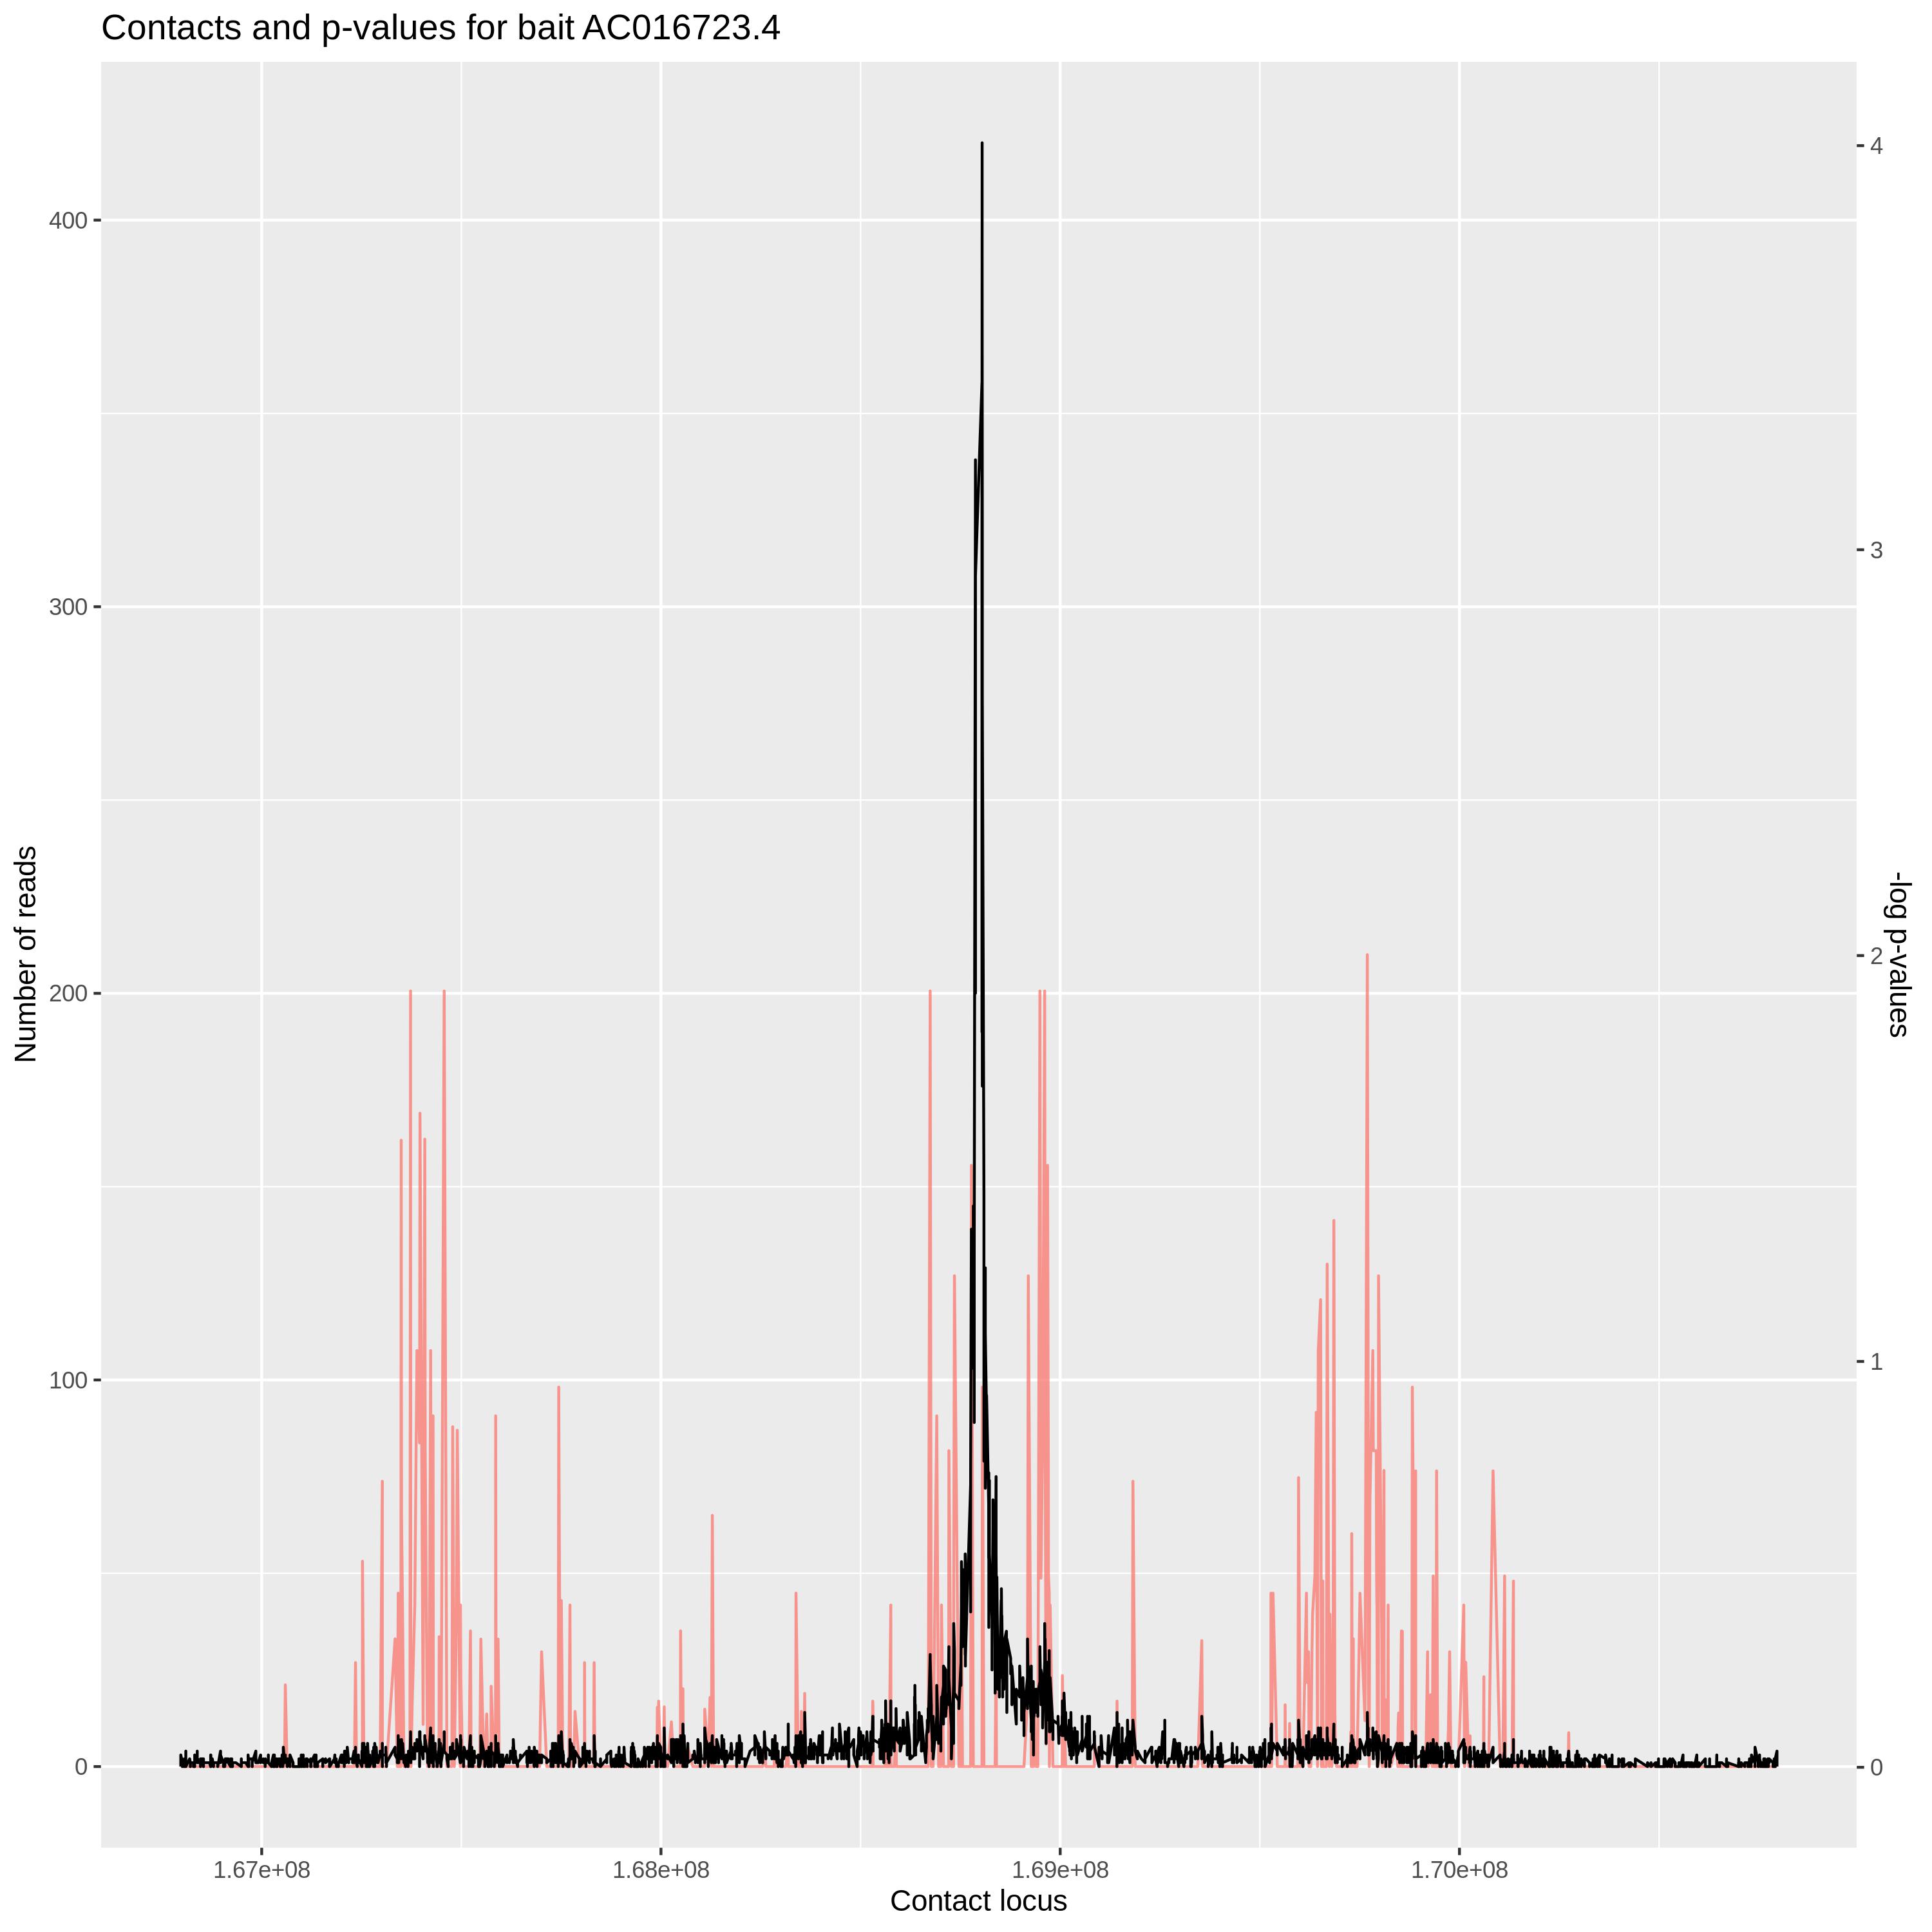 Contacts and p-values for bait AC016723.4
4
400
3
300
Number of reads
-log p-values
2
200
1
100
0
0
1.67e+08
1.68e+08
1.69e+08
1.70e+08
Contact locus